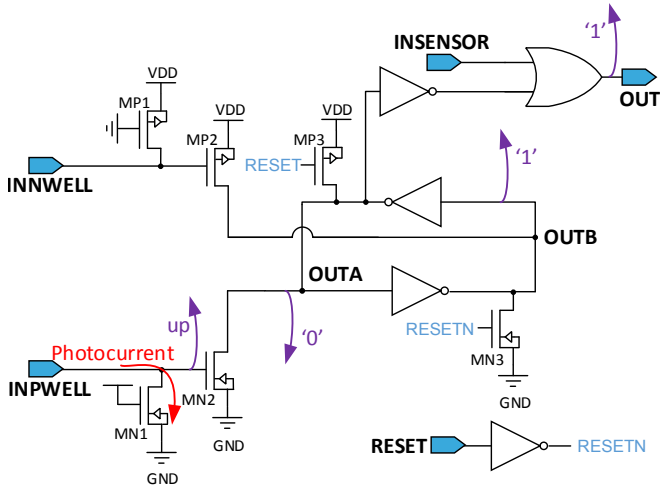 INSENSOR
'1'
OUT
VDD
MP1
VDD
MP2
VDD
MP3
RESET
INNWELL
'1'
OUTB
OUTA
up
'0'
Photocurrent
INPWELL
MN1
MN2
GND
GND
RESETN
MN3
GND
RESET
RESETN